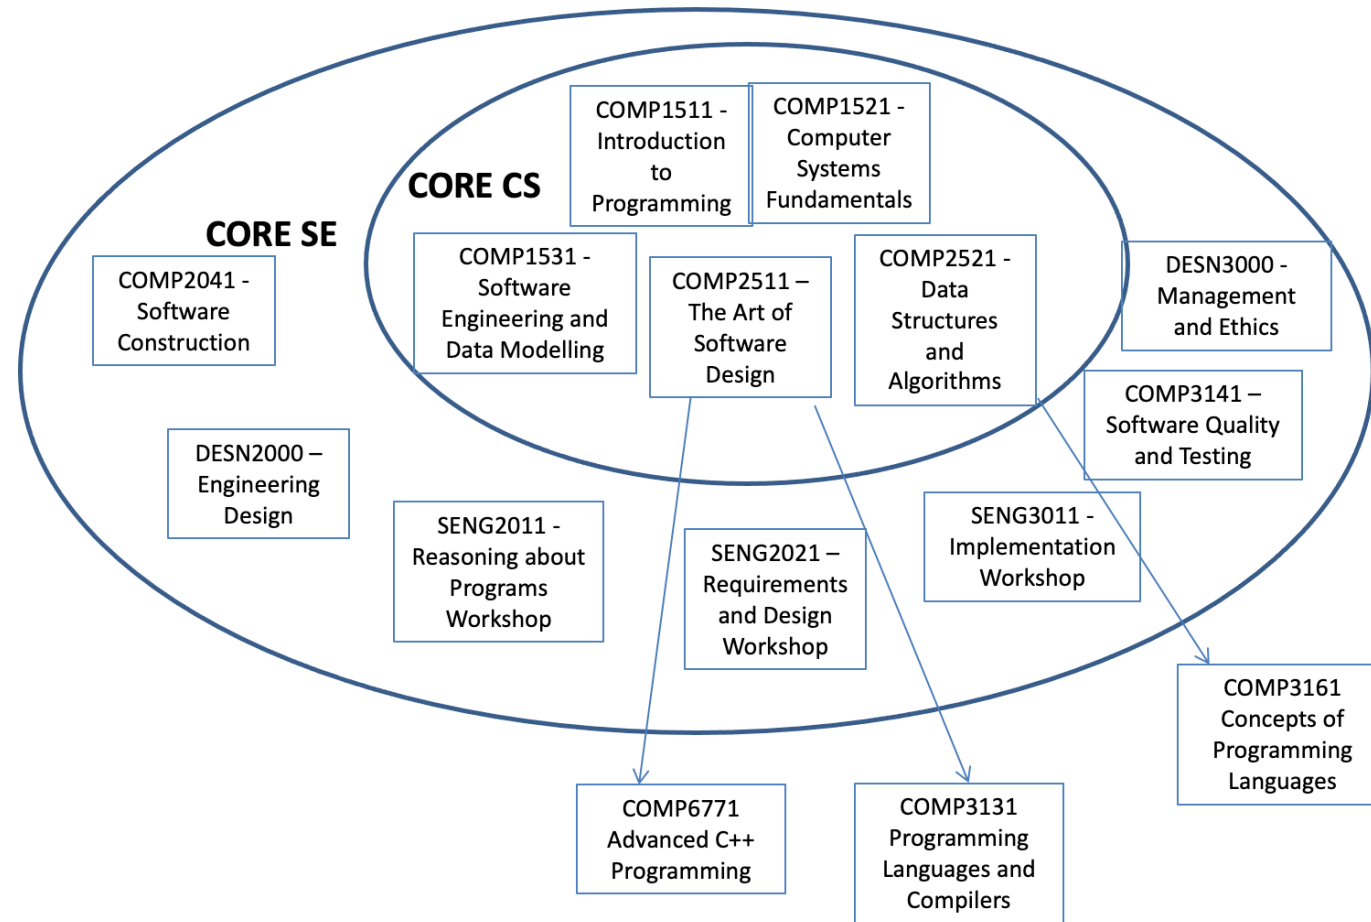 COMP1511 -
Introduction
to
Programming
COMP1521 -
Computer
Systems
Fundamentals
CORE CS
CORE SE
COMP2041 -
Software
Construction
COMP1531 -
Software
Engineering and
Data Modelling
COMP2511 –
The Art of
Software
Design
COMP2521 -
Data
Structures
and
Algorithms
DESN3000 -
Management
and Ethics
COMP3141 –
Software Quality
and Testing
DESN2000 –
Engineering
Design
SENG2011 -
Reasoning about
Programs
Workshop
SENG2021 –
Requirements
and Design
Workshop
SENG3011 -
Implementation
Workshop
COMP3161
Concepts of
Programming
Languages
COMP6771
Advanced C++
Programming
COMP3131
Programming
Languages and
Compilers